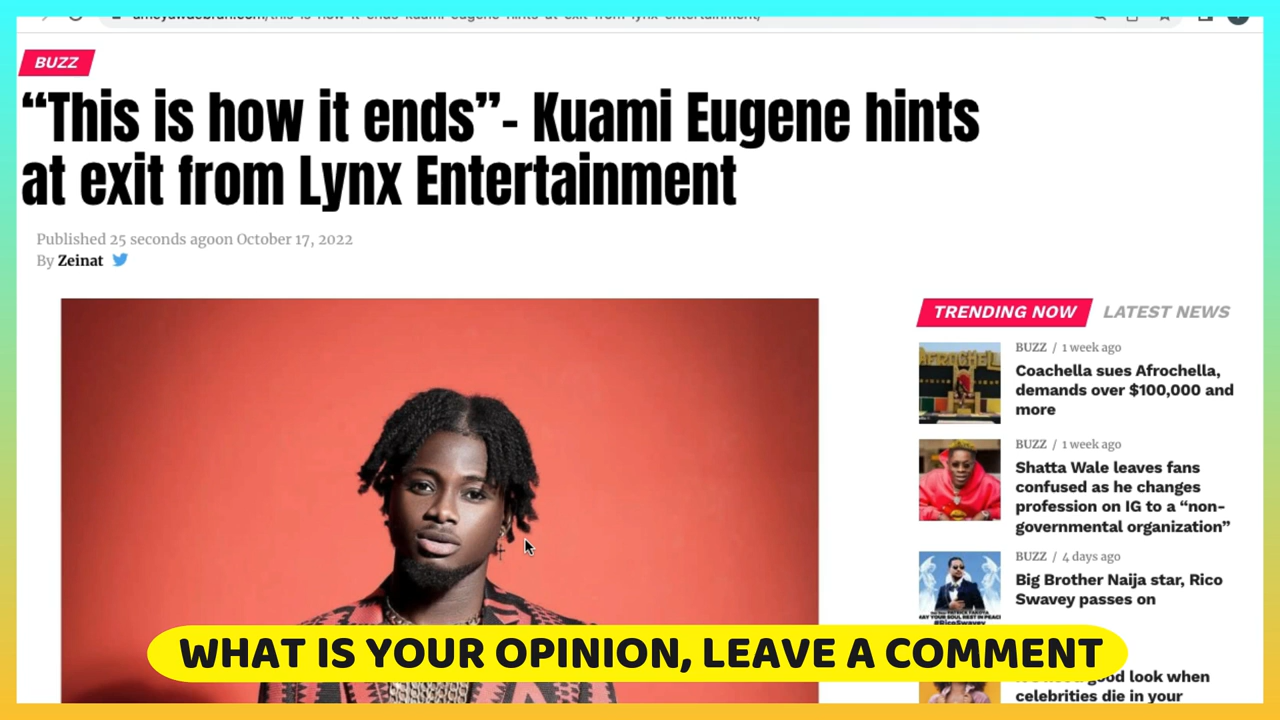 BUZZ
“This is how it ends”- Kuami Eugene hints
at exit from Lynx Entertainment
Published 25 seconds agoon October 17, 2022
By Zeinat
TRENDING NOW
LATEST NEWS
BUZZ / 1 week ago
Coachella sues Afrochella,
demands over $100,000 and
more
BUZZ / 1 week ago
Shatta Wale leaves fans
confused as he changes
profession on IG to a “non-
governmental organization”
BUZZ / 4 days ago
Big Brother Naija star, Rico
Swavey passes on
#RicoSwavey
look when
celebrities die in your
WHAT IS YOUR OPINION, LEAVE A COMMENT